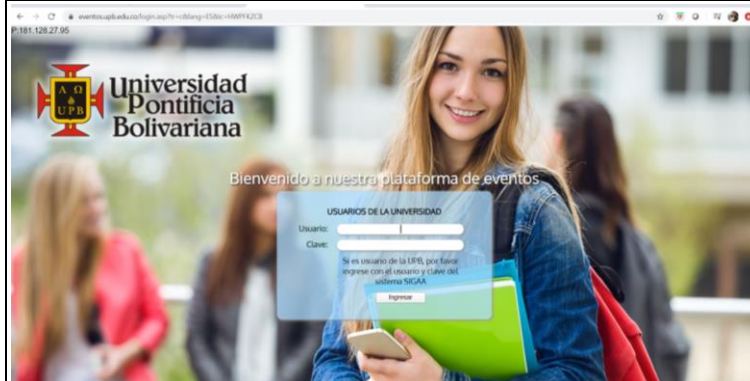 eventos.upb.edu.co/login.asp?
P:181.128.27.95
Α Ω
UPB
Universidad
Pontificia
Bolivariana
Bienvenido a nuestra plataforma de eventos
USUARIOS DE LA UNIVERSIDAD
Usuario:
Clave:
Si es usuario de la UPB, por favor
ingrese con el usuario y clave del
sistema SIGAA
Ingresar